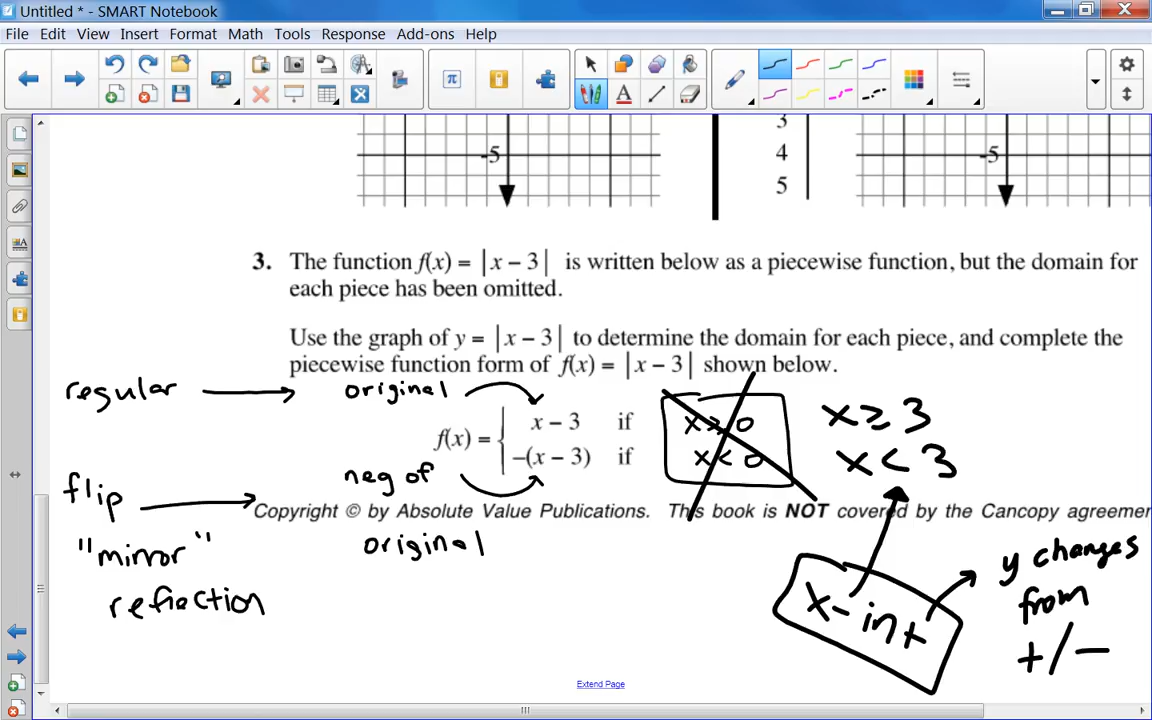 Untitled * - SMART Notebook
File Edit View Insert Format Math Tools Response Add-ons Help
3
-5 4 -5
5
3. The function f(x) = |x – 3| is written below as a piecewise function, but the domain for
each piece has been omitted.
Use the graph of y = |x – 3| to determine the domain for each piece, and complete the
piecewise function form of f(x) = |x – 3| shown below.
regular original
f(x) = { x – 3 if x ≥ 0 x ≥ 3
–(x – 3) if x < 0 x < 3
flip neg of
Copyright © by Absolute Value Publications. This book is NOT covered by the Cancopy agreemen
"mirror" original
reflection
x-int
y changes
from
+/−
Extend Page